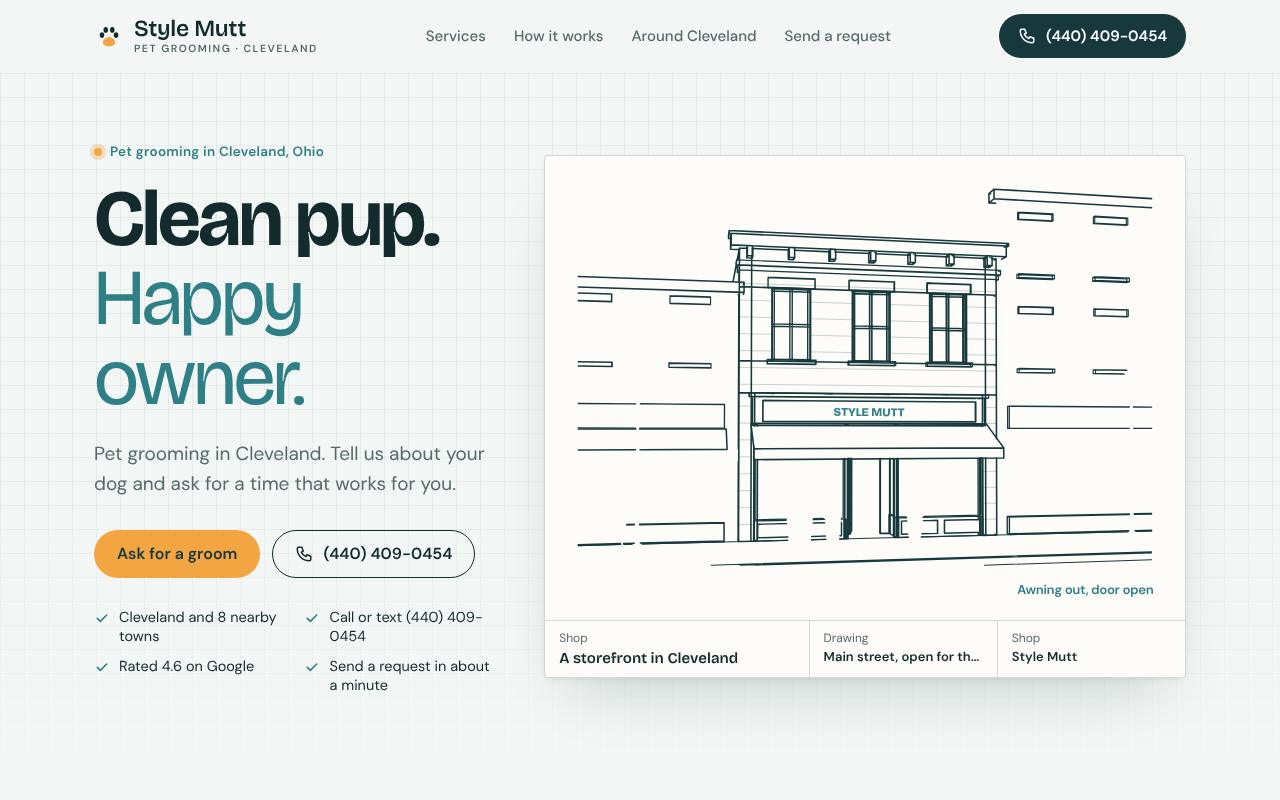 Style Mutt
PET GROOMING · CLEVELAND
Services
How it works
Around Cleveland
Send a request
(440) 409-0454
Pet grooming in Cleveland, Ohio
Clean pup.
Happy
owner.
Pet grooming in Cleveland. Tell us about your
dog and ask for a time that works for you.
Ask for a groom
(440) 409-0454
Cleveland and 8 nearby
towns
Call or text (440) 409-
0454
Rated 4.6 on Google
Send a request in about
a minute
STYLE MUTT
Awning out, door open
Shop
A storefront in Cleveland
Drawing
Main street, open for th…
Shop
Style Mutt